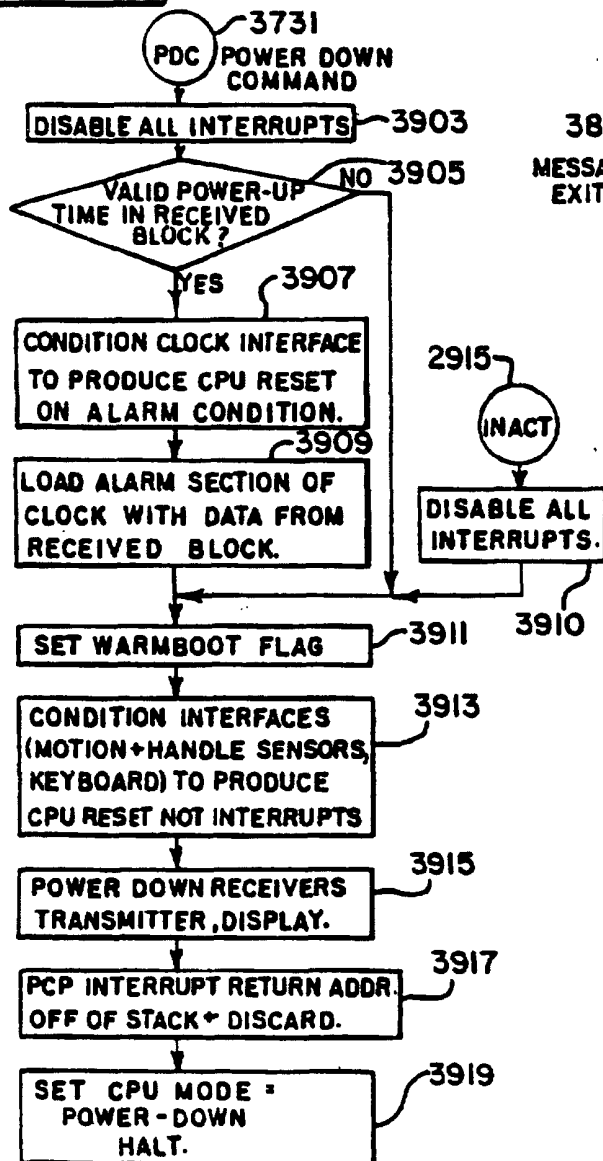 3731
PDC
POWER DOWN
COMMAND
DISABLE ALL INTERRUPTS
3903
38
MESSA
EXIT
VALID POWER-UP
TIME IN RECEIVED
BLOCK?
NO
3905
YES
3907
CONDITION CLOCK INTERFACE
TO PRODUCE CPU RESET
ON ALARM CONDITION.
3909
LOAD ALARM SECTION OF
CLOCK WITH DATA FROM
RECEIVED BLOCK.
2915
INACT
DISABLE ALL
INTERRUPTS.
3910
SET WARMBOOT FLAG
3911
CONDITION INTERFACES
(MOTION+HANDLE SENSORS,
KEYBOARD) TO PRODUCE
CPU RESET NOT INTERRUPTS
3913
POWER DOWN RECEIVERS
TRANSMITTER, DISPLAY.
3915
PCP INTERRUPT RETURN ADDR.
OFF OF STACK + DISCARD.
3917
SET CPU MODE =
POWER-DOWN
HALT.
3919